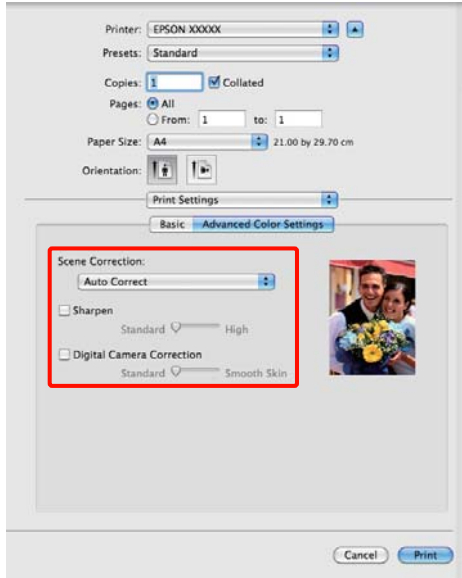 Printer: EPSON XXXXX
Presets: Standard
Copies: 1 Collated
Pages: All
From: 1 to: 1
Paper Size: A4 21.00 by 29.70 cm
Orientation:
Print Settings
Basic Advanced Color Settings
Scene Correction:
Auto Correct
Sharpen
Standard High
Digital Camera Correction
Standard Smooth Skin
Cancel Print